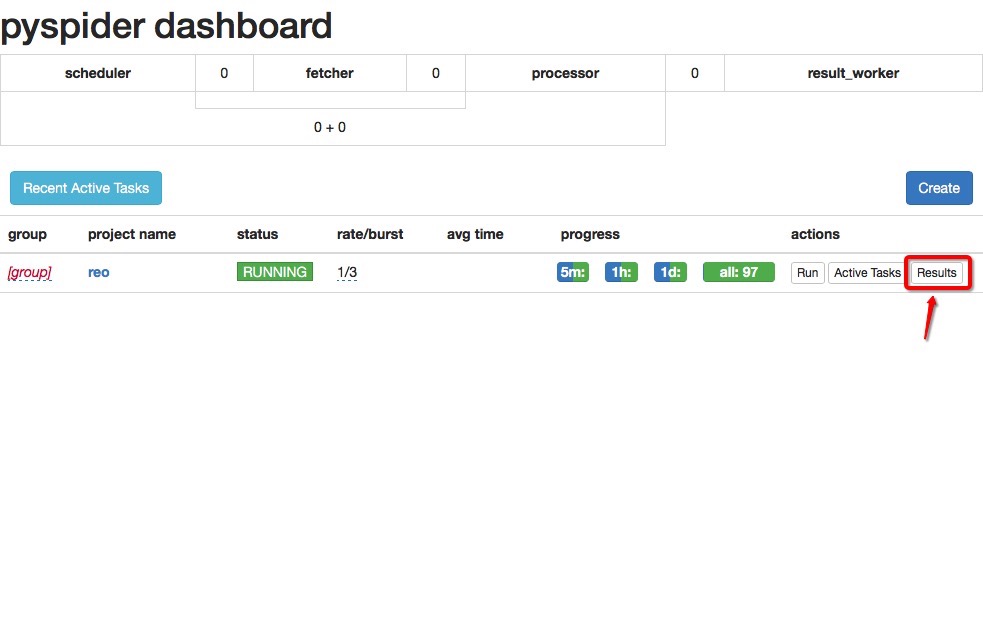 pyspider dashboard
scheduler 0 fetcher 0 processor 0 result_worker
0 + 0
Recent Active Tasks Create
group project name status rate/burst avg time progress actions
[group] reo RUNNING 1/3 5m: 1h: 1d: all: 97 Run Active Tasks Results